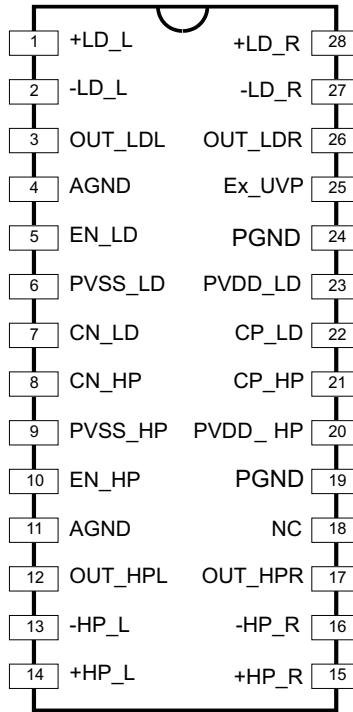 1 +LD_L +LD_R 28
2 -LD_L -LD_R 27
3 OUT_LDL OUT_LDR 26
4 AGND Ex_UVP 25
5 EN_LD PGND 24
6 PVSS_LD PVDD_LD 23
7 CN_LD CP_LD 22
8 CN_HP CP_HP 21
9 PVSS_HP PVDD_ HP 20
10 EN_HP PGND 19
11 AGND NC 18
12 OUT_HPL OUT_HPR 17
13 -HP_L -HP_R 16
14 +HP_L +HP_R 15